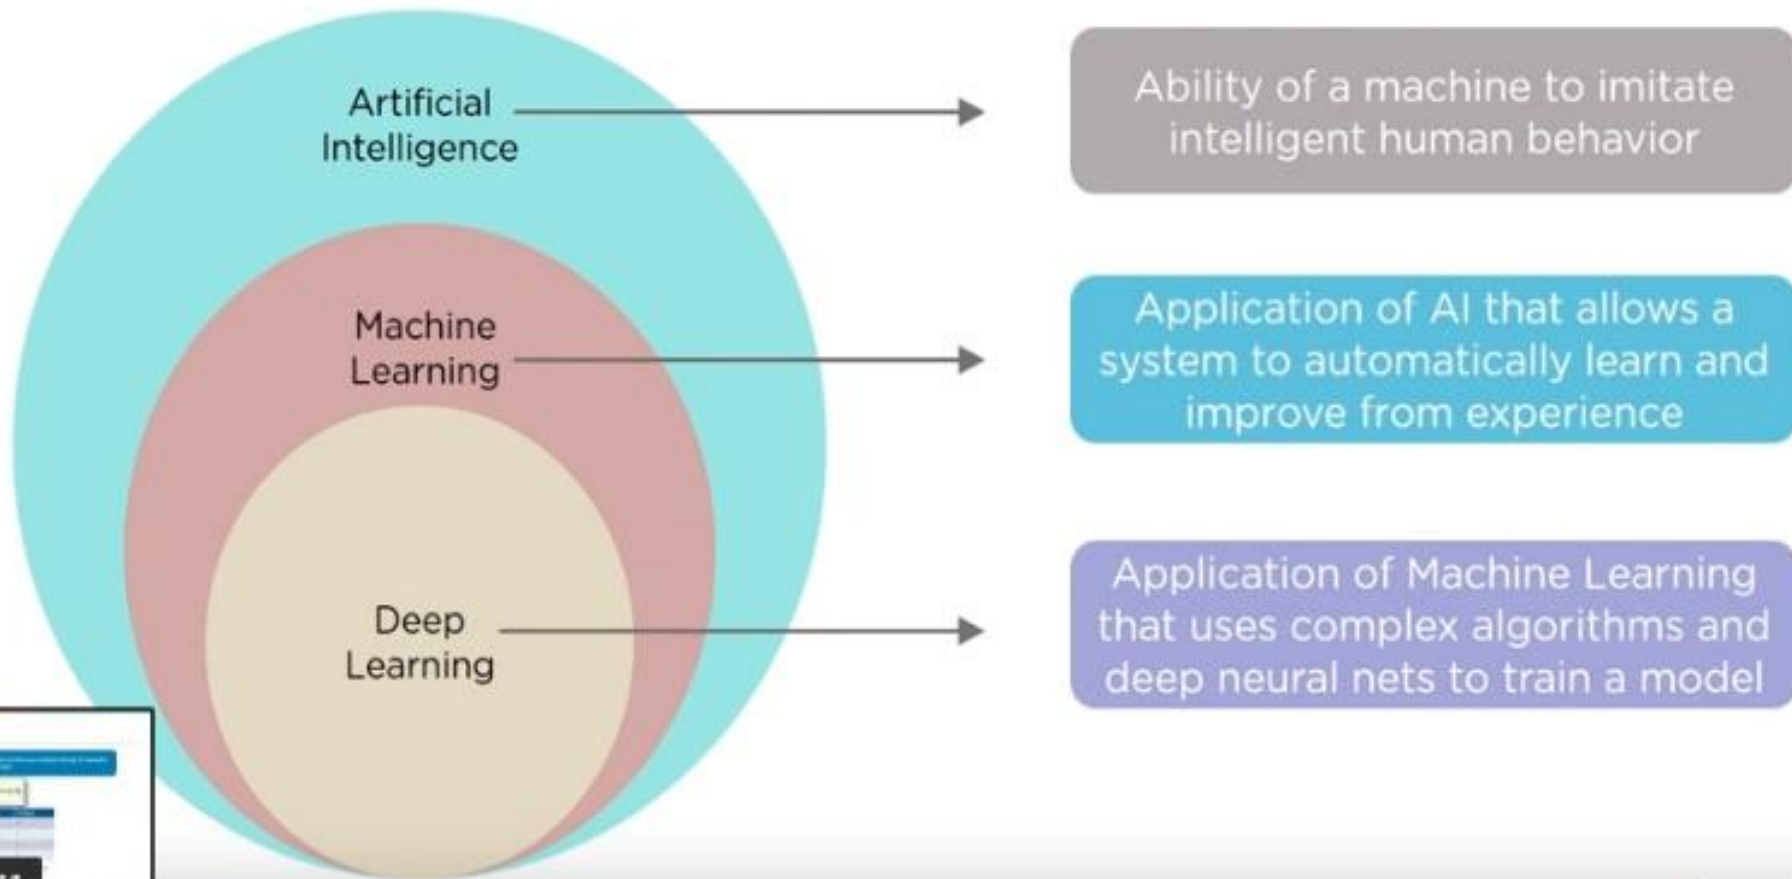 Artificial
Intelligence
Ability of a machine to imitate
intelligent human behavior
Machine
Learning
Application of AI that allows a
system to automatically learn and
improve from experience
Deep
Learning
Application of Machine Learning
that uses complex algorithms and
deep neural nets to train a model